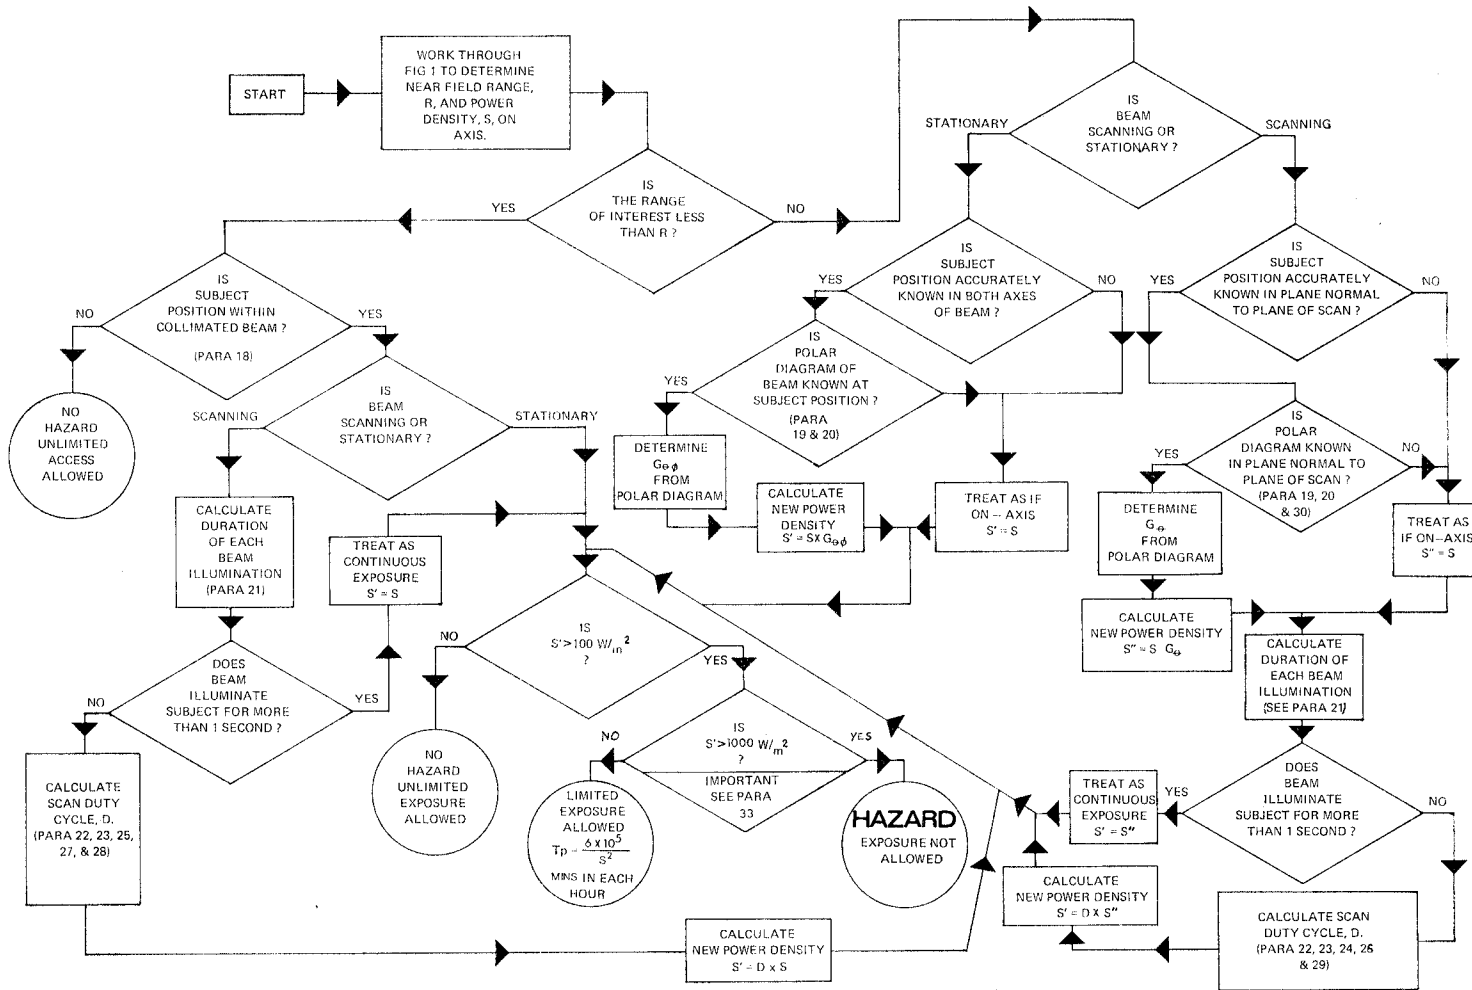 START
WORK THROUGH
FIG 1 TO DETERMINE
NEAR FIELD RANGE,
R, AND POWER
DENSITY, S, ON
AXIS.
IS
THE RANGE
OF INTEREST LESS
THAN R ?
YES
NO
IS
BEAM
SCANNING OR
STATIONARY ?
STATIONARY
SCANNING
IS
SUBJECT
POSITION WITHIN
COLLIMATED BEAM ?
(PARA 18)
NO
YES
NO
HAZARD
UNLIMITED
ACCESS
ALLOWED
IS
BEAM
SCANNING OR
STATIONARY ?
SCANNING
STATIONARY
CALCULATE
DURATION
OF EACH
BEAM
ILLUMINATION
(PARA 21)
TREAT AS
CONTINUOUS
EXPOSURE
S' = S
DOES
BEAM
ILLUMINATE
SUBJECT FOR MORE
THAN 1 SECOND ?
NO
YES
CALCULATE
SCAN DUTY
CYCLE, D.
(PARA 22, 23, 25,
27, & 28)
CALCULATE
NEW POWER DENSITY
S' = D x S
IS
SUBJECT
POSITION ACCURATELY
KNOWN IN BOTH AXES
OF BEAM ?
YES
NO
IS
POLAR
DIAGRAM OF
BEAM KNOWN AT
SUBJECT POSITION ?
(PARA
19 & 20)
YES
NO
DETERMINE
G⊖ϕ
FROM
POLAR DIAGRAM
CALCULATE
NEW POWER
DENSITY
S' = SX G⊖ϕ
TREAT AS IF
ON – AXIS
S' = S
IS
S'>100 W/m²
?
NO
YES
NO
HAZARD
UNLIMITED
EXPOSURE
ALLOWED
IS
S'>1000 W/m²
?
IMPORTANT
SEE PARA
33
NO
YES
LIMITED
EXPOSURE
ALLOWED
Tp = 6 X 10⁵ / S²
MINS IN EACH
HOUR
HAZARD
EXPOSURE NOT
ALLOWED
IS
SUBJECT
POSITION ACCURATELY
KNOWN IN PLANE NORMAL
TO PLANE OF SCAN ?
YES
NO
IS
POLAR
DIAGRAM KNOWN
IN PLANE NORMAL TO
PLANE OF SCAN ?
(PARA 19, 20
& 30)
YES
NO
DETERMINE
G⊖
FROM
POLAR DIAGRAM
CALCULATE
NEW POWER DENSITY
S'' = S G⊖
TREAT AS
IF ON–AXIS
S'' = S
CALCULATE
DURATION OF
EACH BEAM
ILLUMINATION
(SEE PARA 21)
DOES
BEAM
ILLUMINATE
SUBJECT FOR MORE
THAN 1 SECOND ?
YES
NO
TREAT AS
CONTINUOUS
EXPOSURE
S' = S''
CALCULATE
NEW POWER DENSITY
S' = D X S''
CALCULATE SCAN
DUTY CYCLE, D.
(PARA 22, 23, 24, 26
& 29)